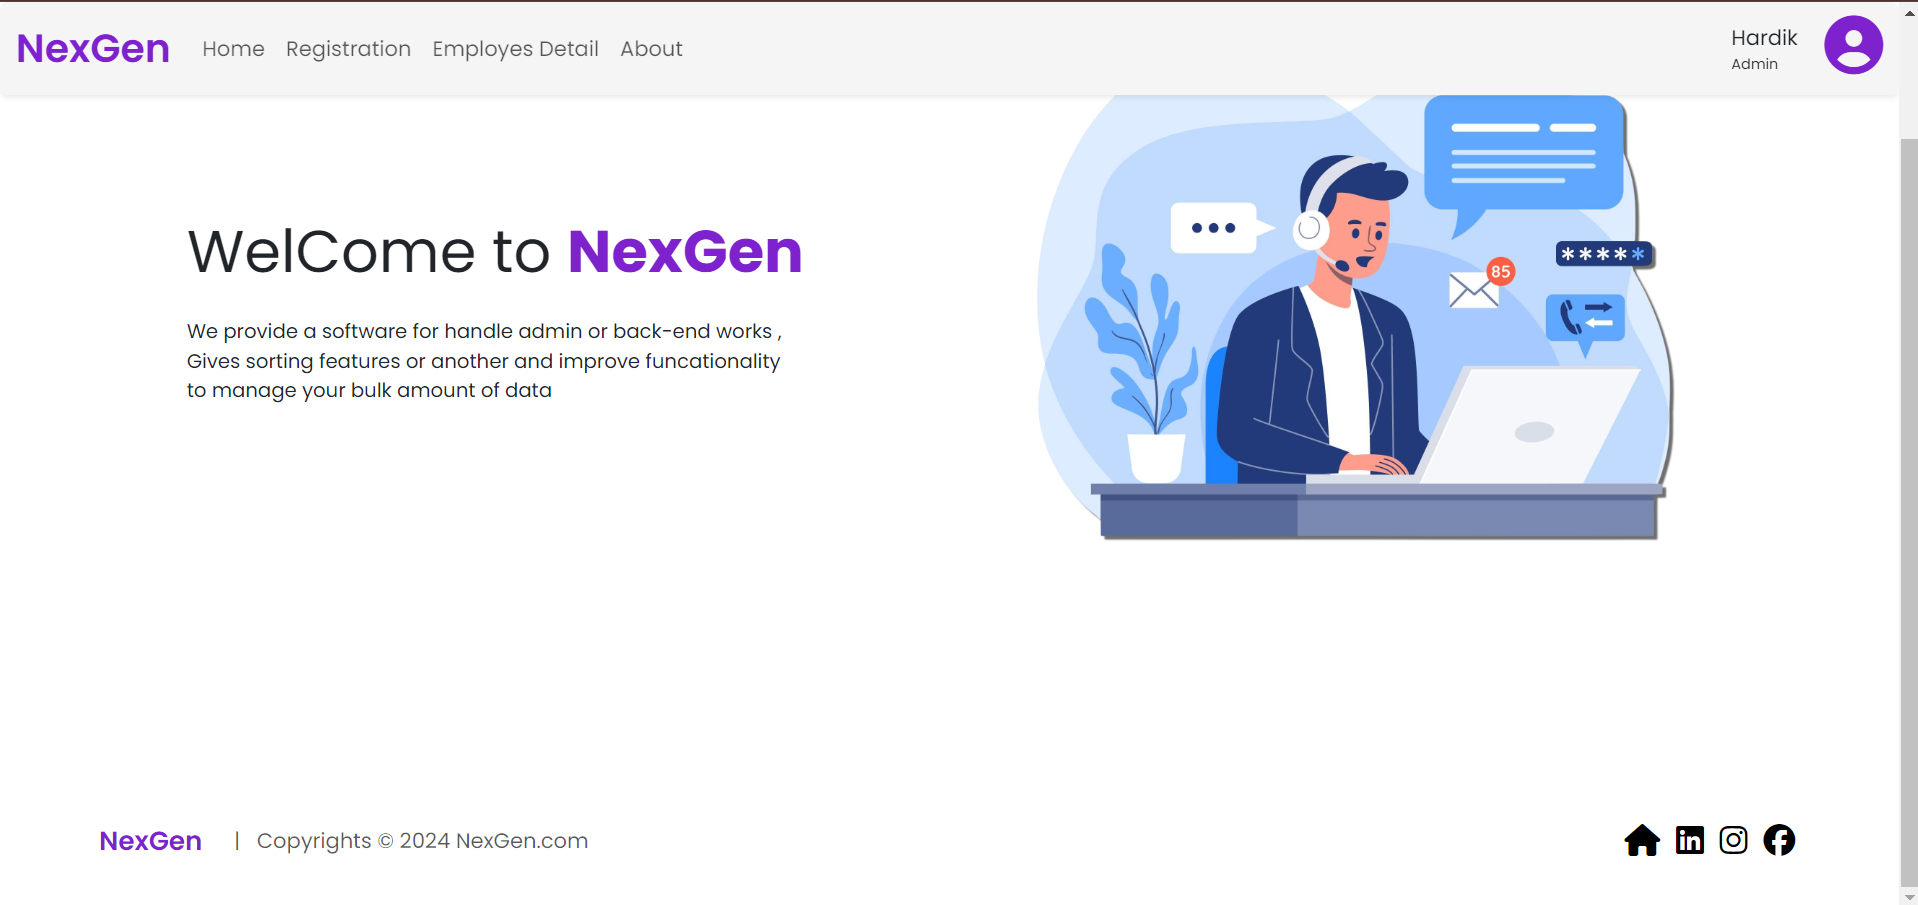 NexGen Home Registration Employes Detail About Hardik
Admin
WelCome to NexGen
We provide a software for handle admin or back-end works ,
Gives sorting features or another and improve funcationality
to manage your bulk amount of data
*****
85
NexGen | Copyrights © 2024 NexGen.com